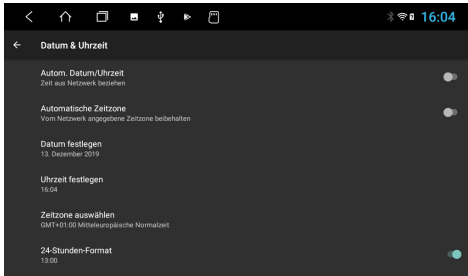 16:04
Datum & Uhrzeit
Autom. Datum/Uhrzeit
Zeit aus Netzwerk beziehen
Automatische Zeitzone
Vom Netzwerk angegebene Zeitzone beibehalten
Datum festlegen
13. Dezember 2019
Uhrzeit festlegen
16:04
Zeitzone auswählen
GMT+01:00 Mitteleuropäische Normalzeit
24-Stunden-Format
13:00